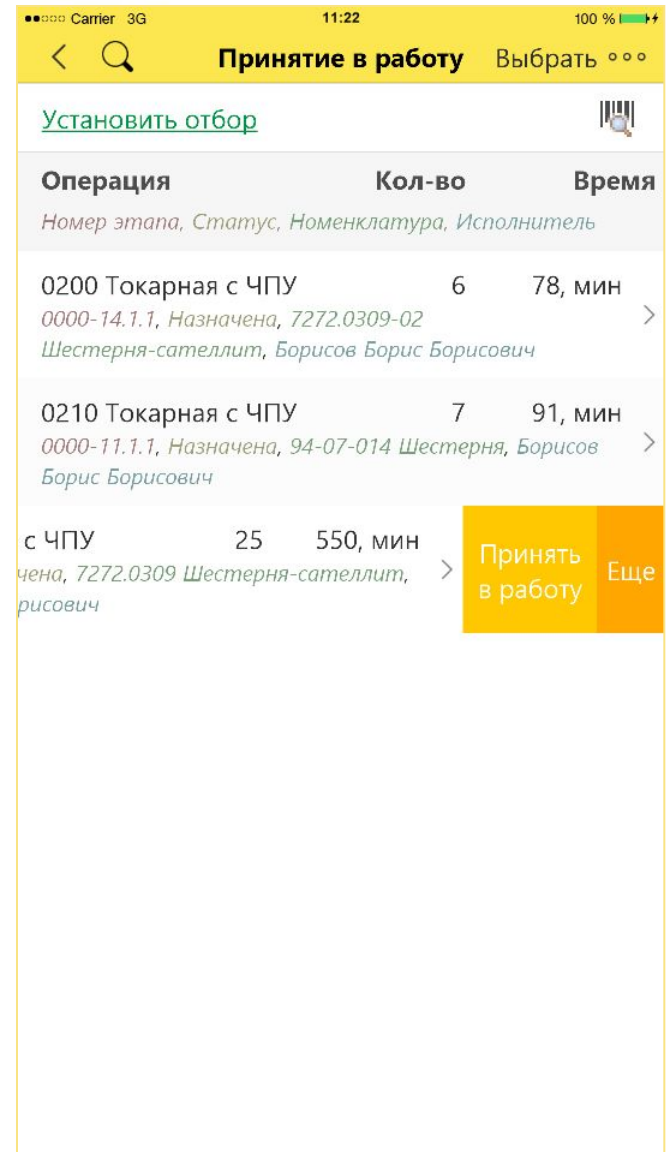 Carrier 3G 11:22 100 %
Принятие в работу Выбрать
Установить отбор
Операция Кол-во Время
Номер этапа, Статус, Номенклатура, Исполнитель
0200 Токарная с ЧПУ 6 78, мин
0000-14.1.1, Назначена, 7272.0309-02
Шестерня-сателлит, Борисов Борис Борисович
0210 Токарная с ЧПУ 7 91, мин
0000-11.1.1, Назначена, 94-07-014 Шестерня, Борисов
Борис Борисович
с ЧПУ 25 550, мин
чена, 7272.0309 Шестерня-сателлит,
рисович
Принять
в работу
Еще